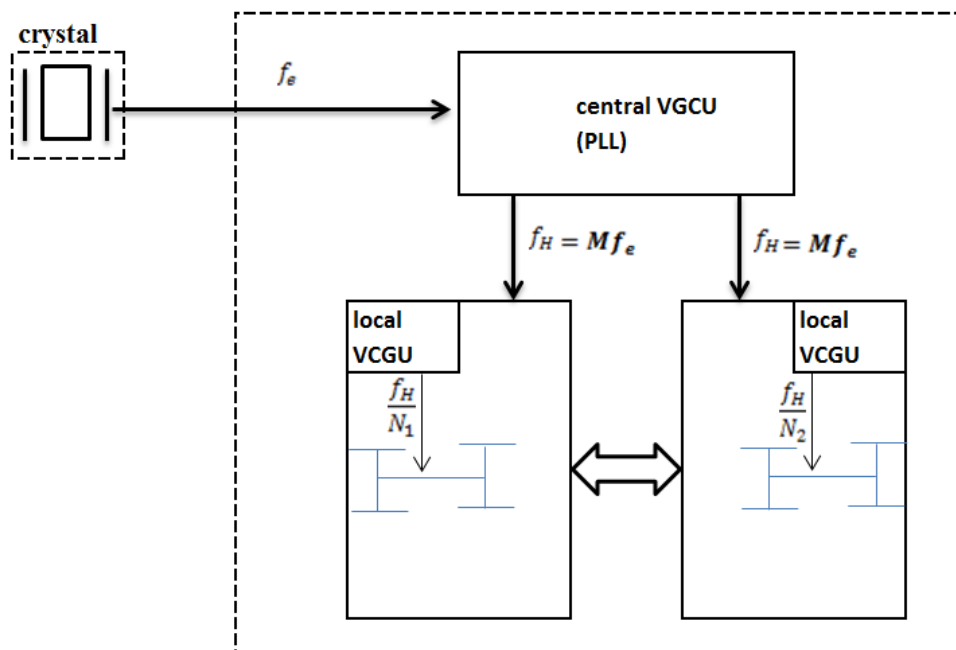 crystal
f_e
central VGCU
(PLL)
f_H = Mf_e
f_H = Mf_e
local
VCGU
f_H/N_1
local
VCGU
f_H/N_2